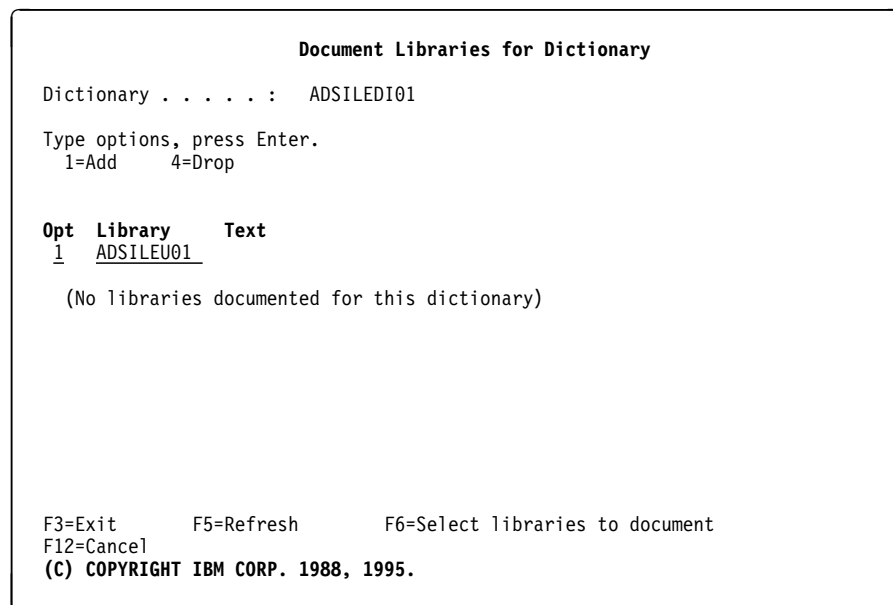 Document Libraries for Dictionary
Dictionary . . . . . :   ADSILEDI01
Type options, press Enter.
1=Add     4=Drop
Opt  Library     Text
1   ADSILEU01
(No libraries documented for this dictionary)
F3=Exit       F5=Refresh        F6=Select libraries to document
F12=Cancel
(C) COPYRIGHT IBM CORP. 1988, 1995.